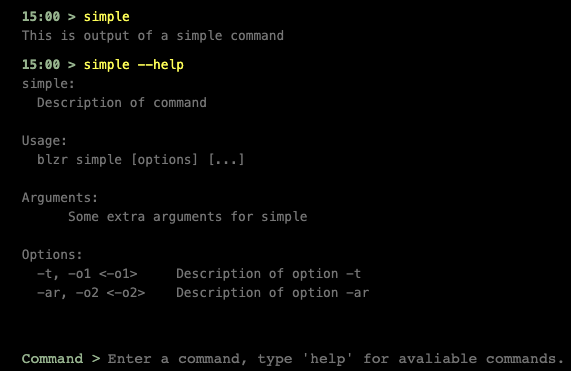 15:00 > simple
This is output of a simple command
15:00 > simple --help
simple:
Description of command
Usage:
blzr simple [options] [...]
Arguments:
Some extra arguments for simple
Options:
-t, -o1 <-o1> Description of option -t
-ar, -o2 <-o2> Description of option -ar
Command > Enter a command, type 'help' for avaliable commands.